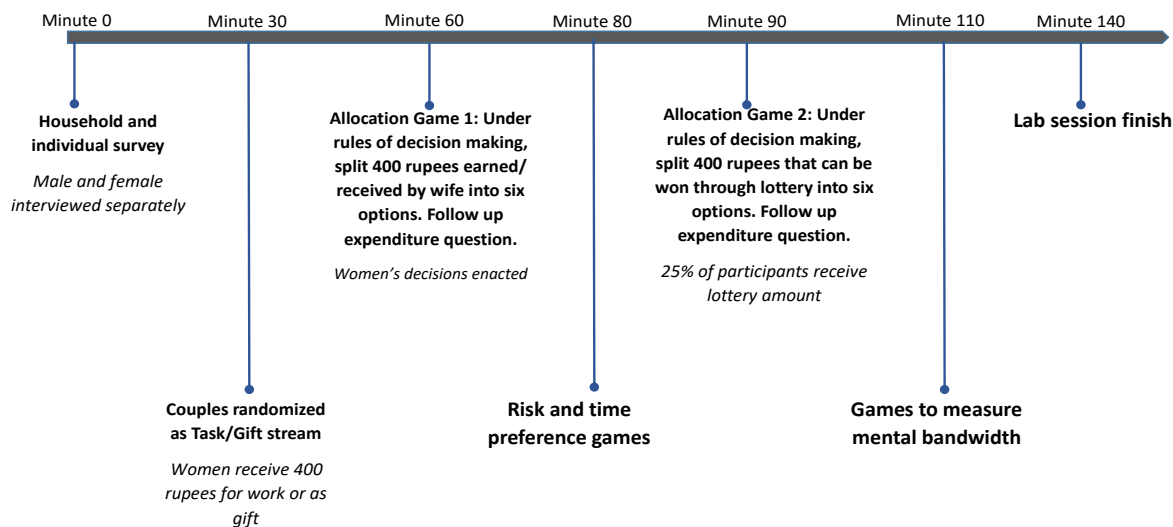 Minute 0
Minute 30
Minute 60
Minute 80
Minute 90
Minute 110
Minute 140
Household and
individual survey
Male and female
interviewed separately
Allocation Game 1: Under
rules of decision making,
split 400 rupees earned/
received by wife into six
options. Follow up
expenditure question.
Women’s decisions enacted
Allocation Game 2: Under
rules of decision making,
split 400 rupees that can be
won through lottery into six
options. Follow up
expenditure question.
25% of participants receive
lottery amount
Lab session finish
Couples randomized
as Task/Gift stream
Women receive 400
rupees for work or as
gift
Risk and time
preference games
Games to measure
mental bandwidth